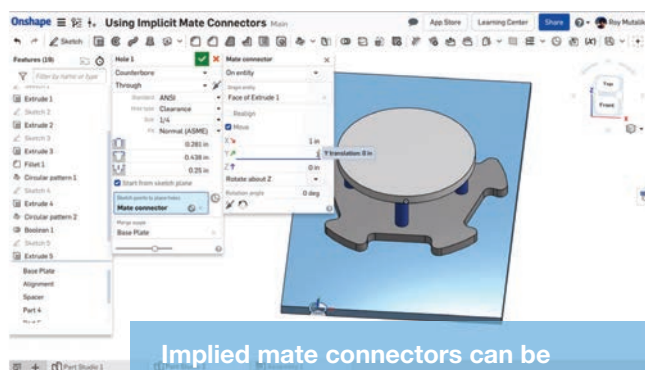 Onshape
Using Implicit Mate Connectors Main
App Store
Learning Center
Share
Roy Mutalik
Sketch
Features (19)
Filter by name or type
Extrude 1
Sketch 2
Extrude 2
Sketch 3
Extrude 3
Fillet 1
Circular pattern 1
Sketch 4
Extrude 4
Circular pattern 2
Boolean 1
Sketch 5
Extrude 5
Base Plate
Alignment
Spacer
Part 4
Hole 1
Counterbore
Through
Standard ANSI
Hole type Clearance
Size 1/4
Fit Normal (ASME)
0.281 in
0.438 in
0.25 in
Start from sketch plane
Sketch points to place holes
Mate connector
Merge scope
Base Plate
Mate connector
On entity
Origin entity
Face of Extrude 1
Realign
Move
X 1 in
Y
Y translation: 0 in
Z 0 in
Rotate about Z
Rotation angle 0 deg
Top
Front
Z
X
Part Studio 1
Implied mate connectors can be